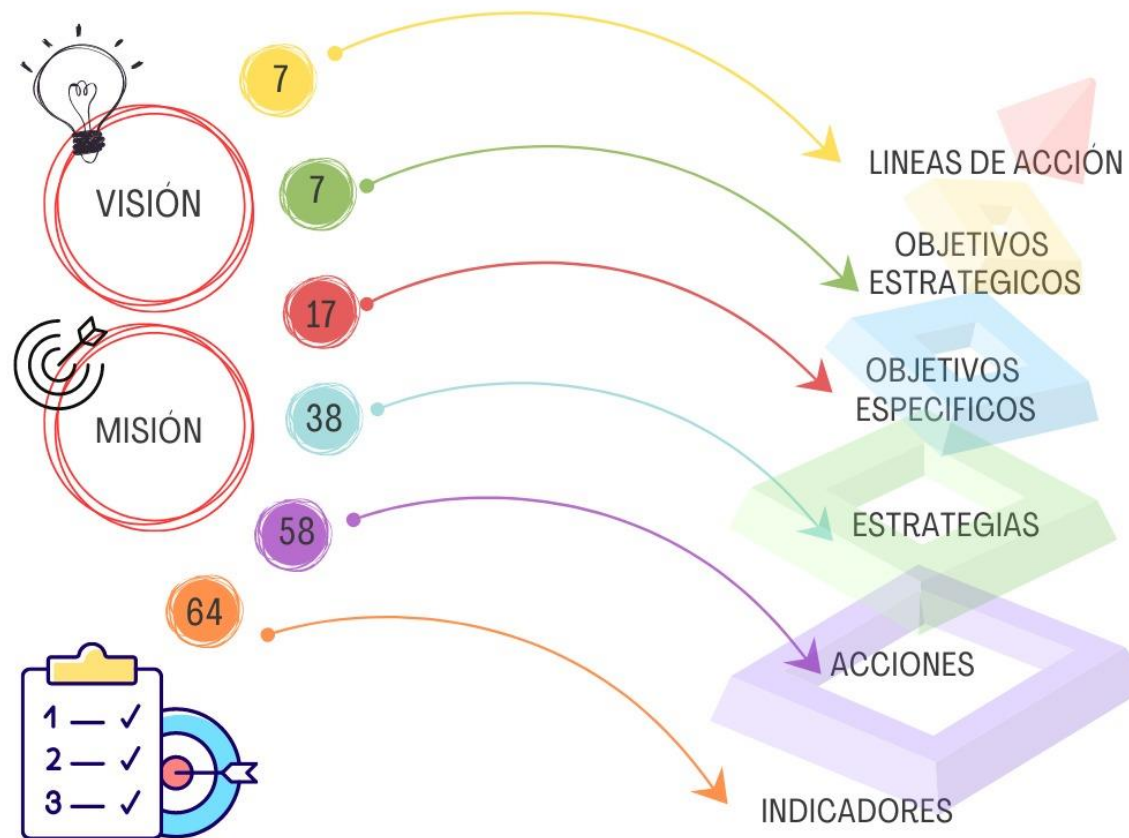 7
LINEAS DE ACCIÓN
VISIÓN
7
OBJETIVOS
ESTRATEGICOS
17
OBJETIVOS
ESPECIFICOS
MISIÓN
38
ESTRATEGIAS
58
ACCIONES
64
INDICADORES
1
2
3